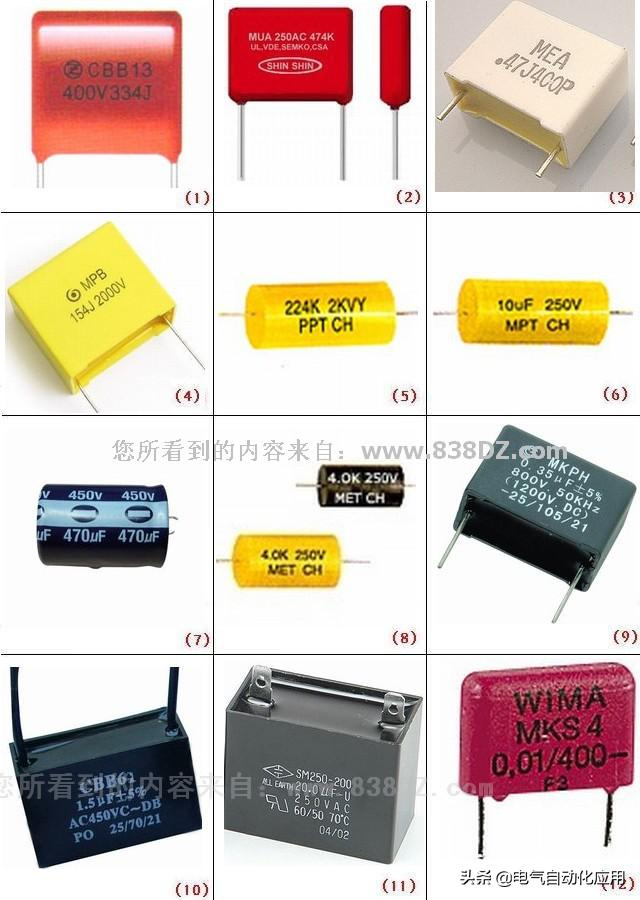 CBB13
400V334J
(1)
MUA 250AC 474K
UL,VDE,SEMKO,CSA
SHIN SHIN
(2)
MEA
.47J400P
(3)
MPB
154J 2000V
(4)
224K 2KVY
PPT CH
(5)
10uF 250V
MPT CH
(6)
您所看到的内容来自：www.838DZ.com
450V 450V
470µF 470µF
(7)
4.0K 250V
MET CH
4.0K 250V
MET CH
(8)
MKPH
0,35µF±5%
800V,50KHz
(1200V.DC)
-25/105/21
(9)
CBB61
1.5µF±5%
AC450VC~DB
PO 25/70/21
(10)
SM250-200
ALL EARTH 20.0µF-U
250VAC
60/50 70°C
04/02
(11)
WIMA
MKS 4
0,01/400-
F3
(12)
您所看到的内容来自：www.838DZ.com
头条@电气自动化应用